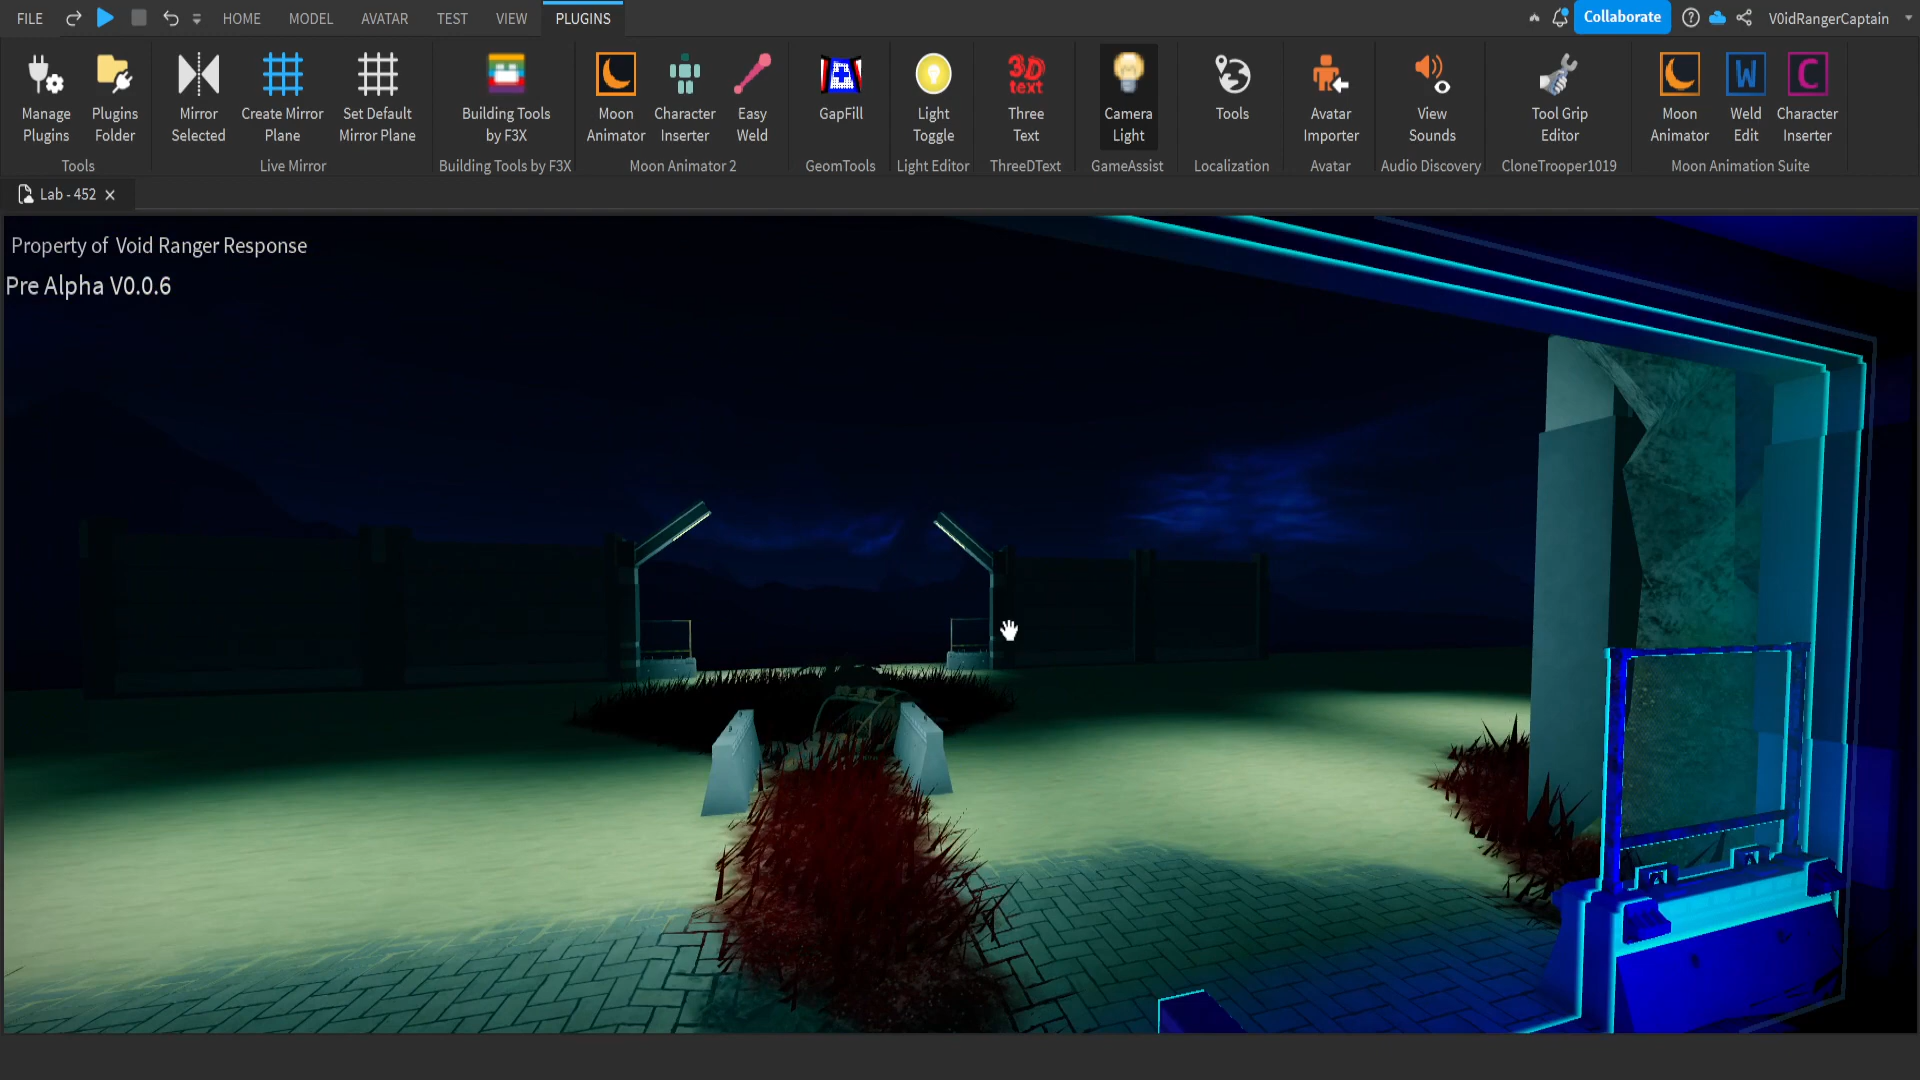 FILE HOME MODEL AVATAR TEST VIEW PLUGINS Collaborate V0idRangerCaptain
Manage Plugins
Plugins Folder
Tools
Mirror Selected
Create Mirror Plane
Set Default Mirror Plane
Live Mirror
Building Tools by F3X
Building Tools by F3X
Moon Animator
Character Inserter
Easy Weld
Moon Animator 2
GapFill
GeomTools
Light Toggle
Light Editor
3D text
Three Text
ThreeDText
Camera Light
GameAssist
Tools
Localization
Avatar Importer
Avatar
View Sounds
Audio Discovery
Tool Grip Editor
CloneTrooper1019
Moon Animator
W
Weld Edit
C
Character Inserter
Moon Animation Suite
Lab - 452
Property of Void Ranger Response
Pre Alpha V0.0.6